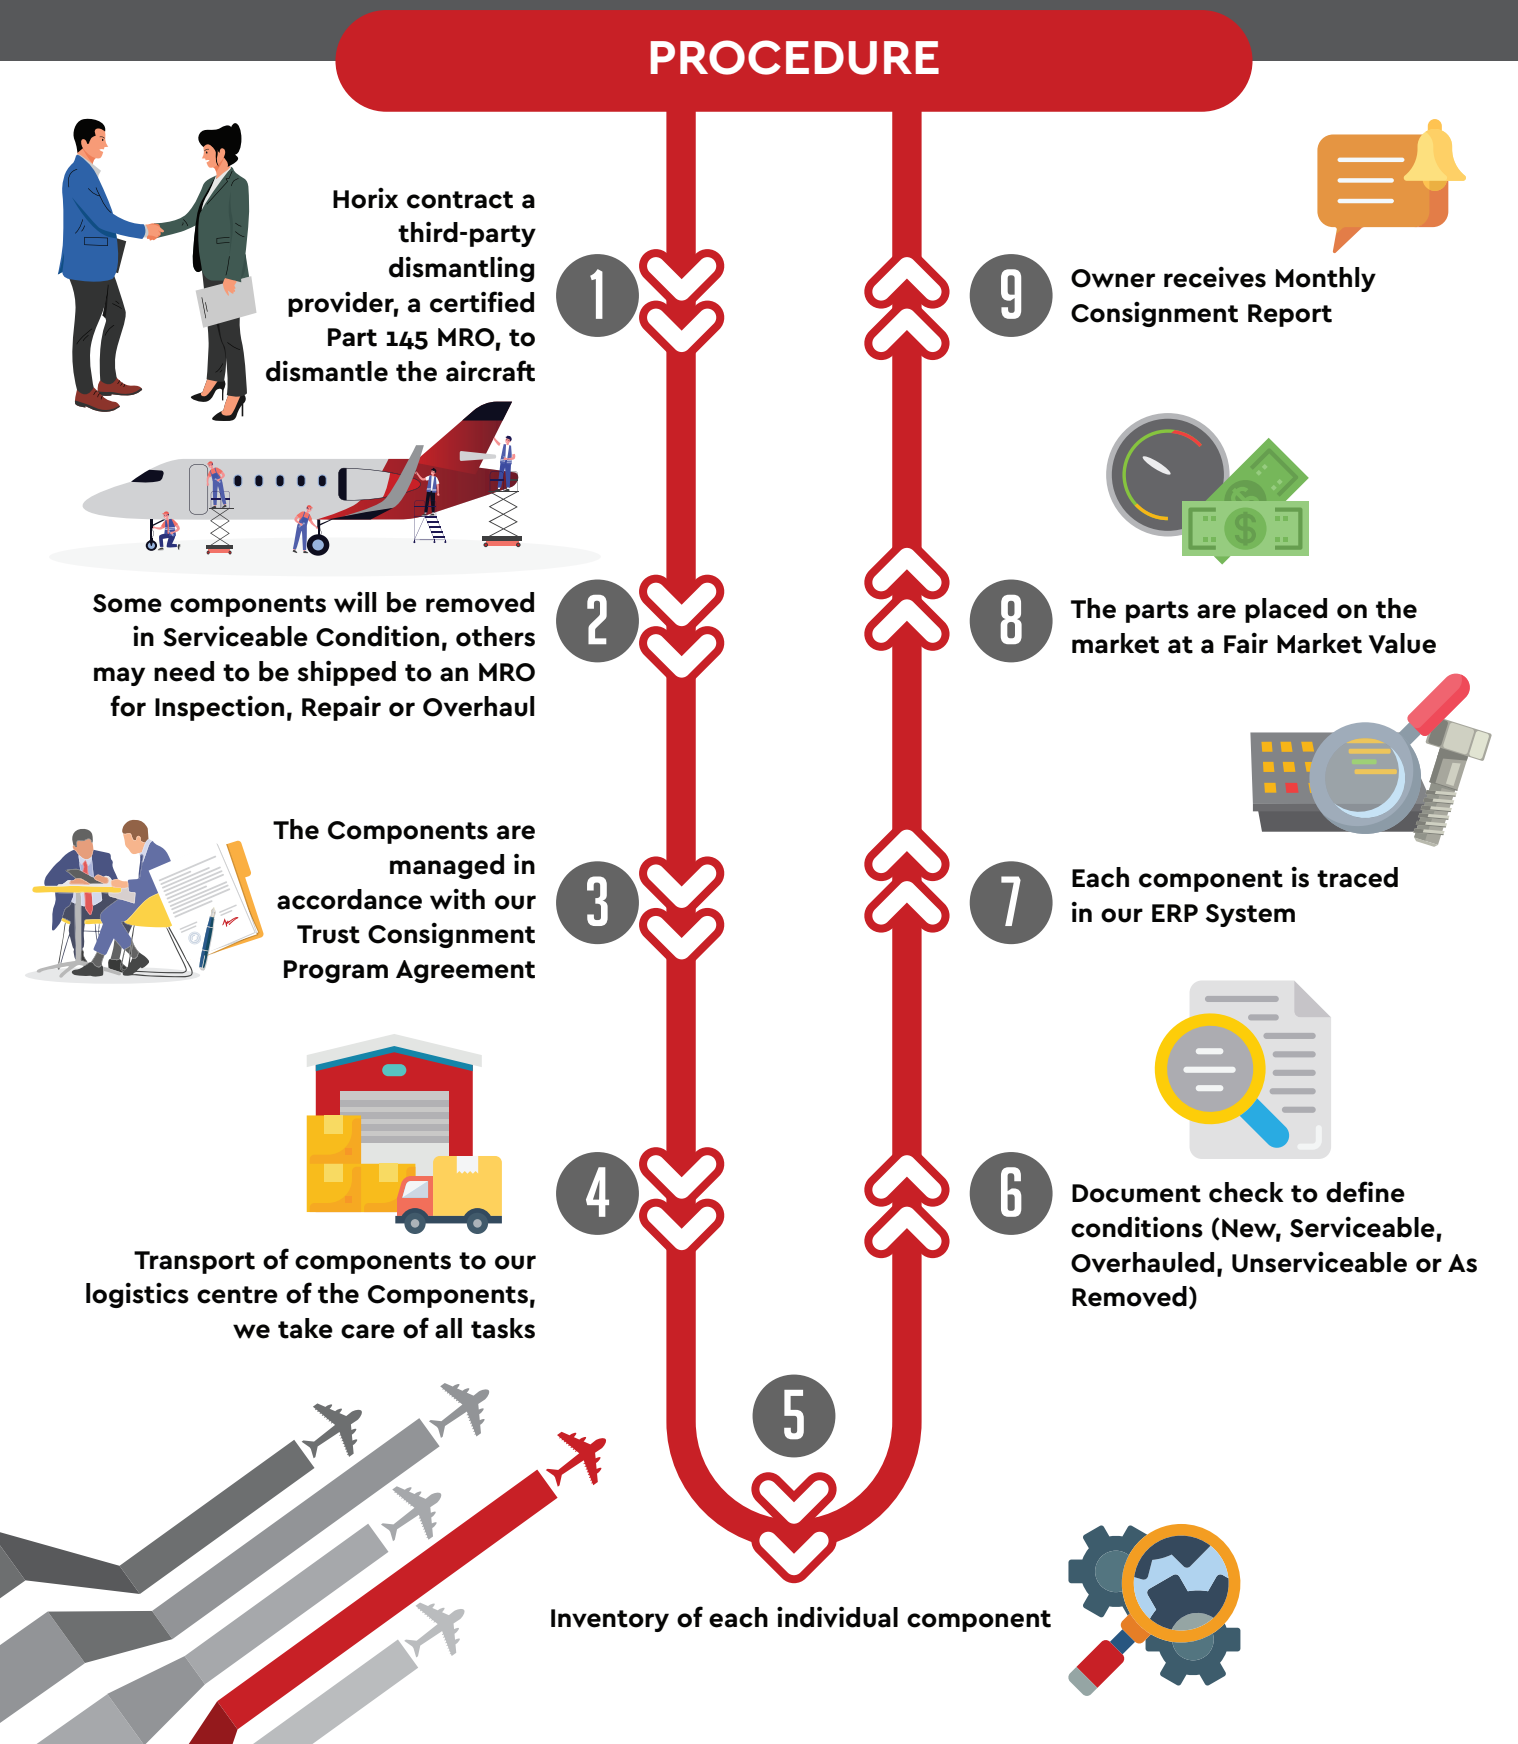 PROCEDURE
1
Horix contract a
third-party
dismantling
provider, a certified
Part 145 MRO, to
dismantle the aircraft
2
Some components will be removed
in Serviceable Condition, others
may need to be shipped to an MRO
for Inspection, Repair or Overhaul
3
The Components are
managed in
accordance with our
Trust Consignment
Program Agreement
4
Transport of components to our
logistics centre of the Components,
we take care of all tasks
5
Inventory of each individual component
6
Document check to define
conditions (New, Serviceable,
Overhauled, Unserviceable or As
Removed)
7
Each component is traced
in our ERP System
8
The parts are placed on the
market at a Fair Market Value
$
$
9
Owner receives Monthly
Consignment Report